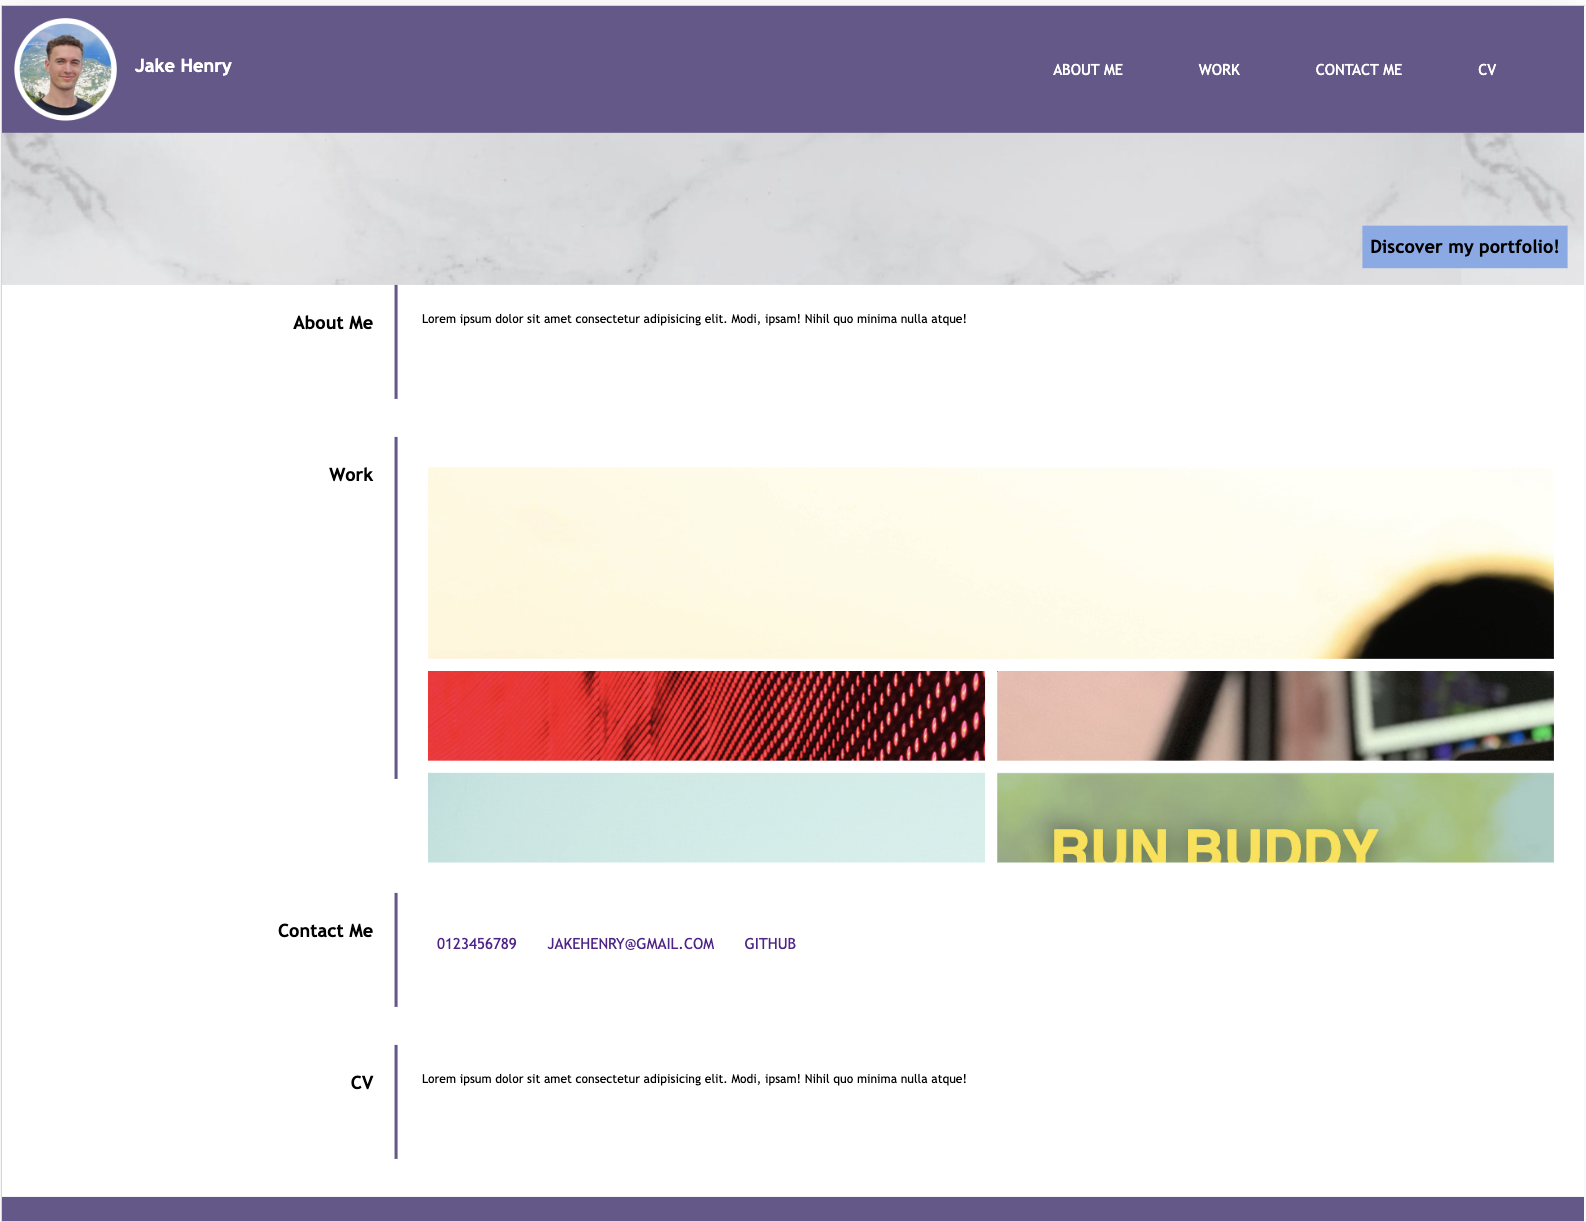 Jake Henry
ABOUT ME WORK CONTACT ME CV
Discover my portfolio!
About Me
Lorem ipsum dolor sit amet consectetur adipisicing elit. Modi, ipsam! Nihil quo minima nulla atque!
Work
RUN BUDDY
Contact Me
0123456789 JAKEHENRY@GMAIL.COM GITHUB
CV
Lorem ipsum dolor sit amet consectetur adipisicing elit. Modi, ipsam! Nihil quo minima nulla atque!